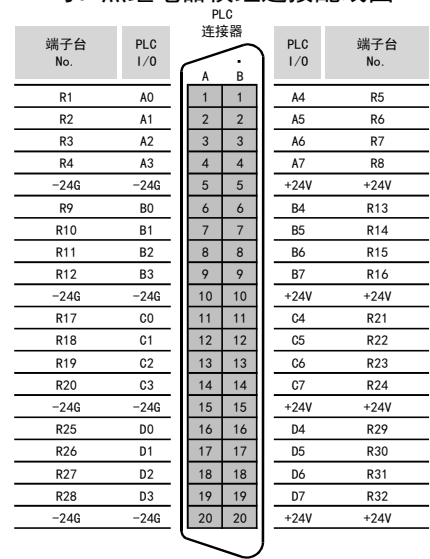 PLC
连接器
端子台 PLC PLC 端子台
No. I/O I/O No.
A B
R1 A0 1 1 A4 R5
R2 A1 2 2 A5 R6
R3 A2 3 3 A6 R7
R4 A3 4 4 A7 R8
-24G -24G 5 5 +24V +24V
R9 B0 6 6 B4 R13
R10 B1 7 7 B5 R14
R11 B2 8 8 B6 R15
R12 B3 9 9 B7 R16
-24G -24G 10 10 +24V +24V
R17 C0 11 11 C4 R21
R18 C1 12 12 C5 R22
R19 C2 13 13 C6 R23
R20 C3 14 14 C7 R24
-24G -24G 15 15 +24V +24V
R25 D0 16 16 D4 R29
R26 D1 17 17 D5 R30
R27 D2 18 18 D6 R31
R28 D3 19 19 D7 R32
-24G -24G 20 20 +24V +24V